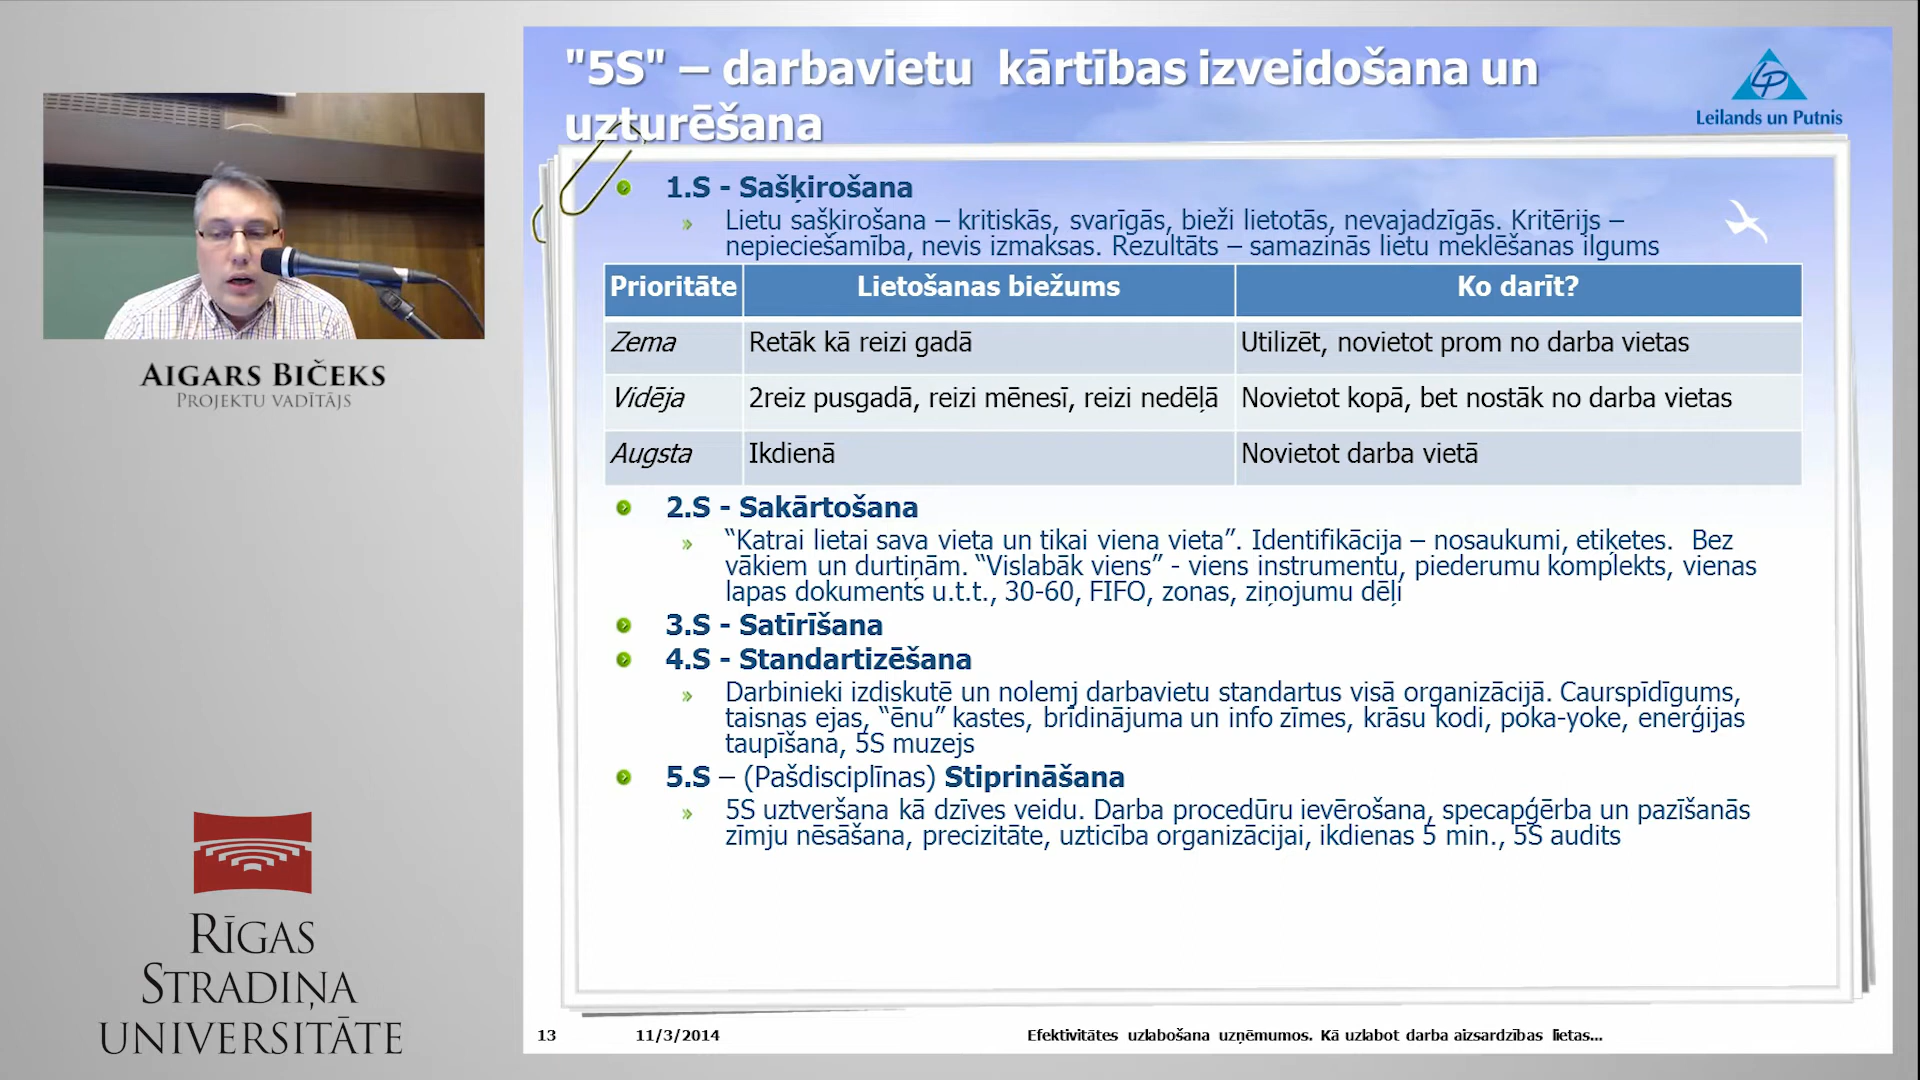 "5S" – darbavietu kārtības izveidošana un
uzturēšana
LP
Leilands un Putnis
1.S - Sašķirošana
Lietu sašķirošana – kritiskās, svarīgās, bieži lietotās, nevajadzīgās. Kritērijs –
nepieciešamība, nevis izmaksas. Rezultāts – samazinās lietu meklēšanas ilgums
Prioritāte Lietošanas biežums Ko darīt?
Zema Retāk kā reizi gadā Utilizēt, novietot prom no darba vietas
Vidēja 2reiz pusgadā, reizi mēnesī, reizi nedēļā Novietot kopā, bet nostāk no darba vietas
Augsta Ikdienā Novietot darba vietā
2.S - Sakārtošana
“Katrai lietai sava vieta un tikai viena vieta”. Identifikācija – nosaukumi, etiķetes. Bez
vākiem un durtiņām. “Vislabāk viens” - viens instrumentu, piederumu komplekts, vienas
lapas dokuments u.t.t., 30-60, FIFO, zonas, ziņojumu dēļi
3.S - Satīrīšana
4.S - Standartizēšana
Darbinieki izdiskutē un nolemj darbavietu standartus visā organizācijā. Caurspīdīgums,
taisnas ejas, “ēnu” kastes, brīdinājuma un info zīmes, krāsu kodi, poka-yoke, enerģijas
taupīšana, 5S muzejs
5.S – (Pašdisciplīnas) Stiprināšana
5S uztveršana kā dzīves veidu. Darba procedūru ievērošana, specapģērba un pazīšanās
zīmju nēsāšana, precizitāte, uzticība organizācijai, ikdienas 5 min., 5S audits
13 11/3/2014 Efektivitātes uzlabošana uzņēmumos. Kā uzlabot darba aizsardzības lietas...
Aigars Bičeks
Projektu vadītājs
Rīgas
Stradiņa
universitāte